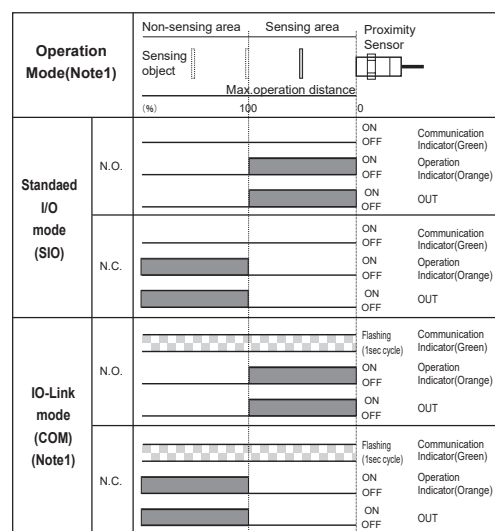 Operation
Mode(Note1)
Non-sensing area
Sensing area
Proximity
Sensor
Sensing
object
Max.operation distance
(%)
100
0
Standaed
I/O
mode
(SIO)
N.O.
ON
OFF
Communication
Indicator(Green)
ON
OFF
Operation
Indicator(Orange)
ON
OFF
OUT
N.C.
ON
OFF
Communication
Indicator(Green)
ON
OFF
Operation
Indicator(Orange)
ON
OFF
OUT
IO-Link
mode
(COM)
(Note1)
N.O.
Flashing
(1sec cycle)
Communication
Indicator(Green)
ON
OFF
Operation
Indicator(Orange)
ON
OFF
OUT
N.C.
Flashing
(1sec cycle)
Communication
Indicator(Green)
ON
OFF
Operation
Indicator(Orange)
ON
OFF
OUT